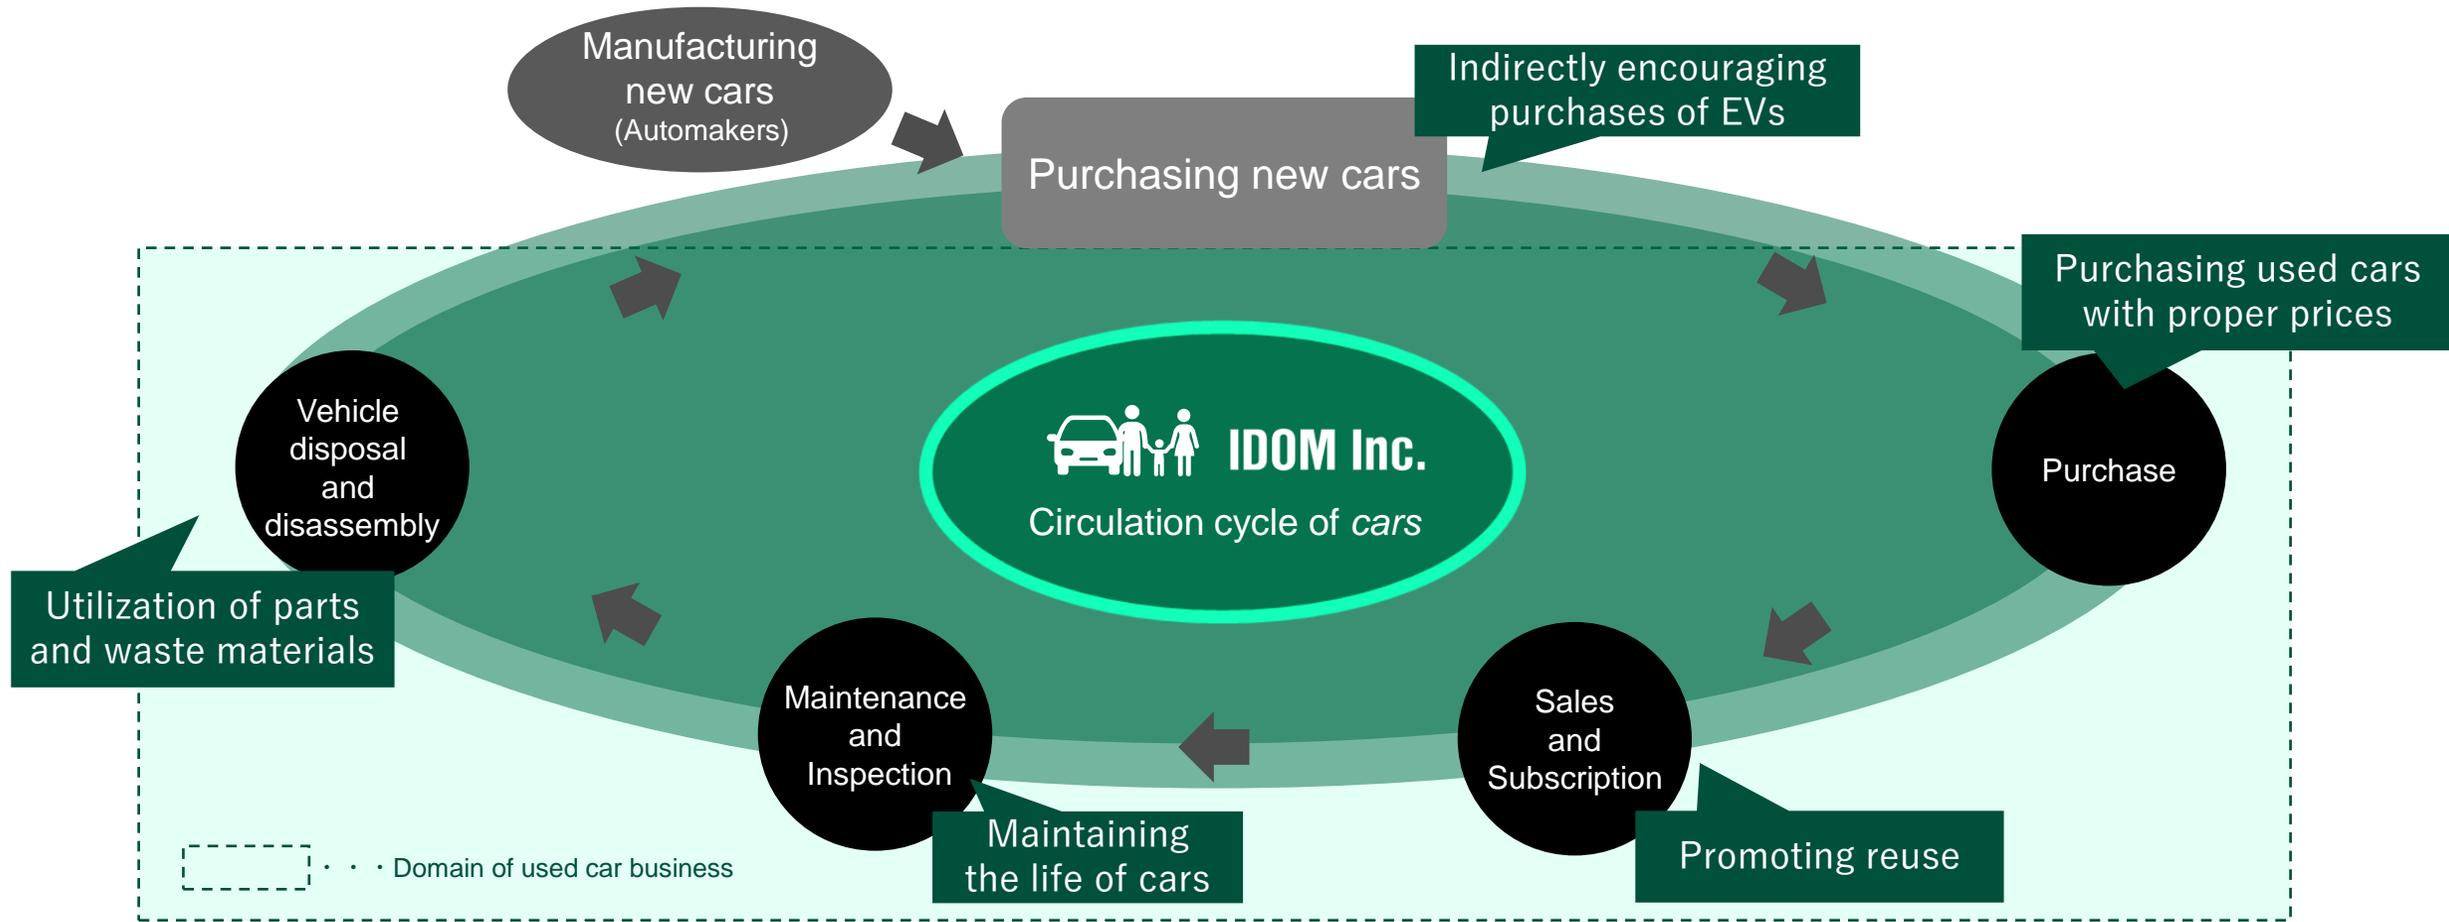 Manufacturing
new cars
(Automakers)
Purchasing new cars
Indirectly encouraging
purchases of EVs
Purchasing used cars
with proper prices
Purchase
Vehicle
disposal
and
disassembly
IDOM Inc.
Circulation cycle of cars
Utilization of parts
and waste materials
Maintenance
and
Inspection
Maintaining
the life of cars
Sales
and
Subscription
Promoting reuse
・・・Domain of used car business